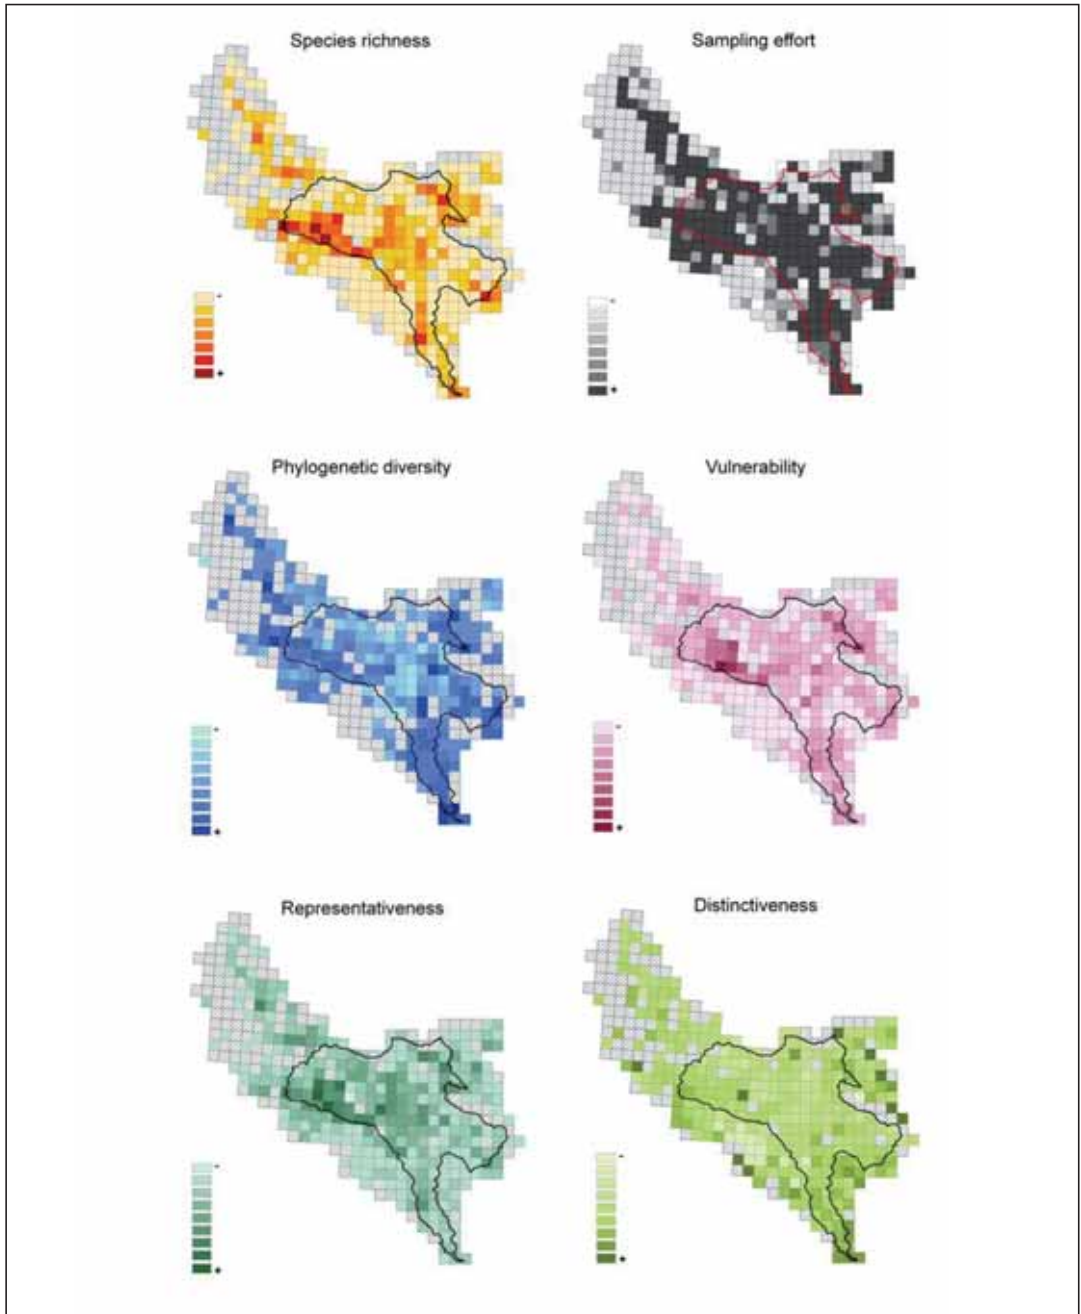 Species richness
Sampling effort
-
+
-
+
Phylogenetic diversity
Vulnerability
-
+
-
+
Representativeness
Distinctiveness
-
+
-
+